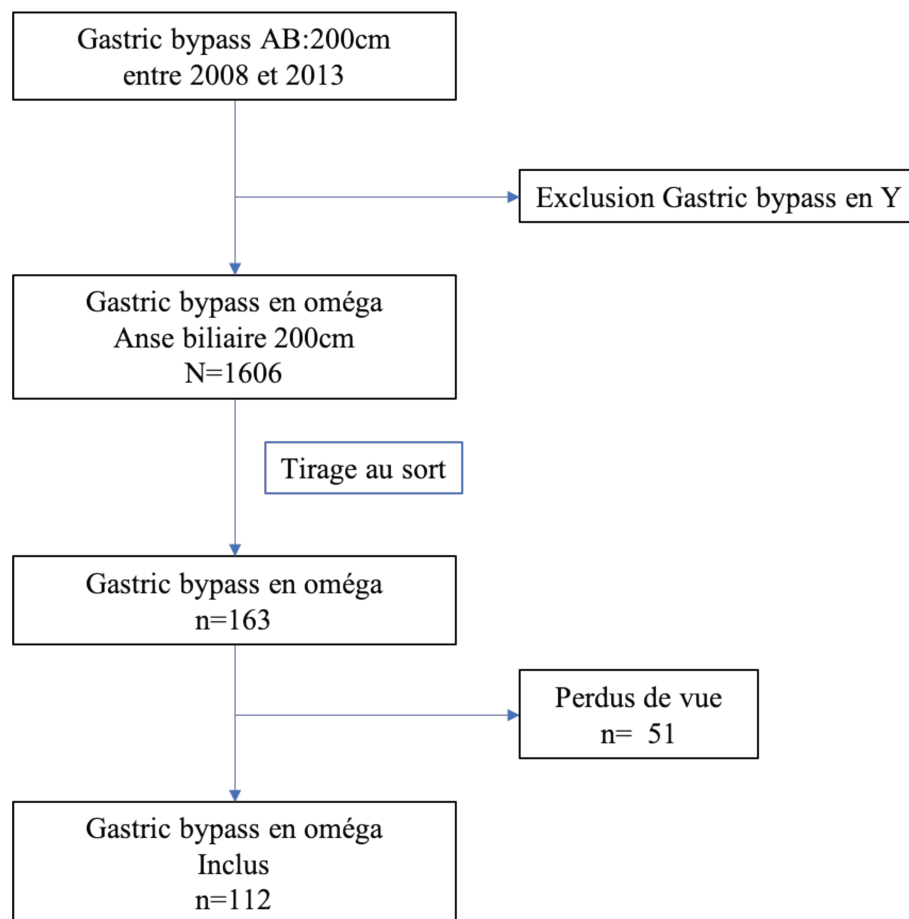 Gastric bypass AB:200cm
entre 2008 et 2013
Exclusion Gastric bypass en Y
Gastric bypass en oméga
Anse biliaire 200cm
N=1606
Tirage au sort
Gastric bypass en oméga
n=163
Perdus de vue
n= 51
Gastric bypass en oméga
Inclus
n=112